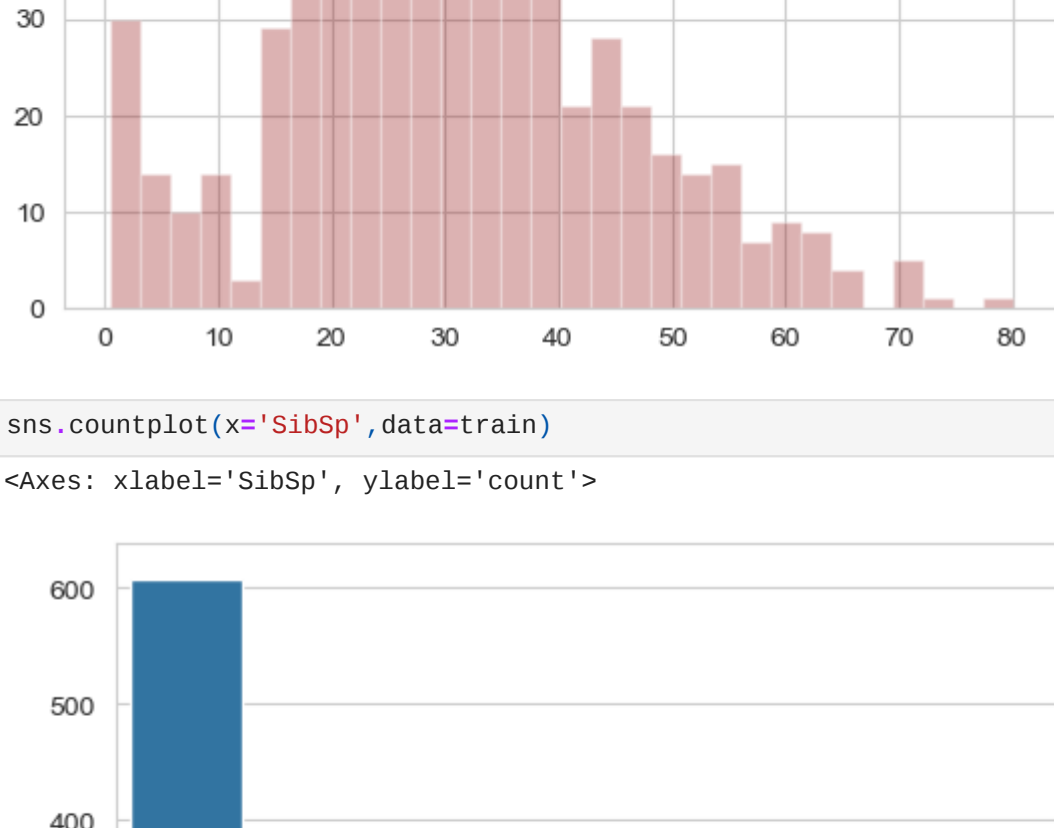 30
20
10
0
0 10 20 30 40 50 60 70 80
sns.countplot(x='SibSp',data=train)
<Axes: xlabel='SibSp', ylabel='count'>
600
500
400